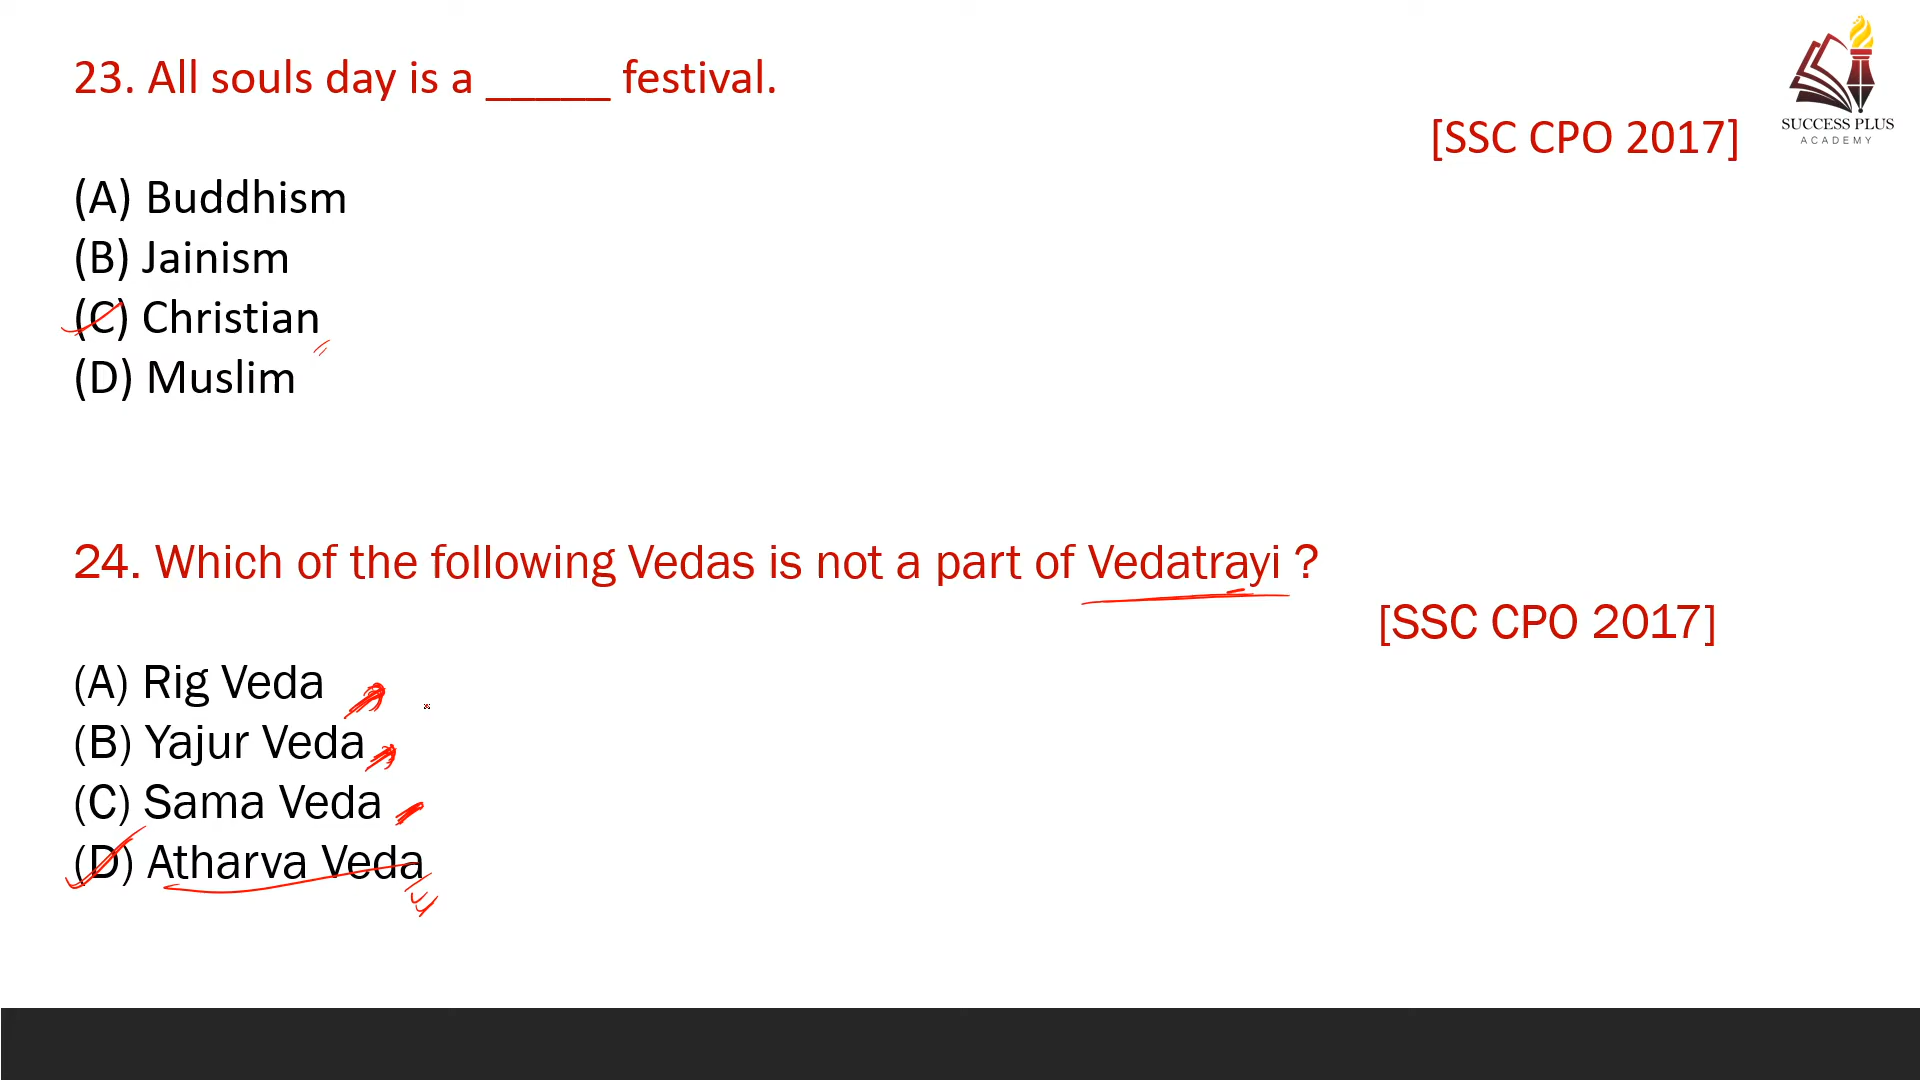 23. All souls day is a _____ festival.
[SSC CPO 2017]
SUCCESS PLUS
ACADEMY
(A) Buddhism
(B) Jainism
(C) Christian
(D) Muslim
24. Which of the following Vedas is not a part of Vedatrayi ?
[SSC CPO 2017]
(A) Rig Veda
(B) Yajur Veda
(C) Sama Veda
(D) Atharva Veda